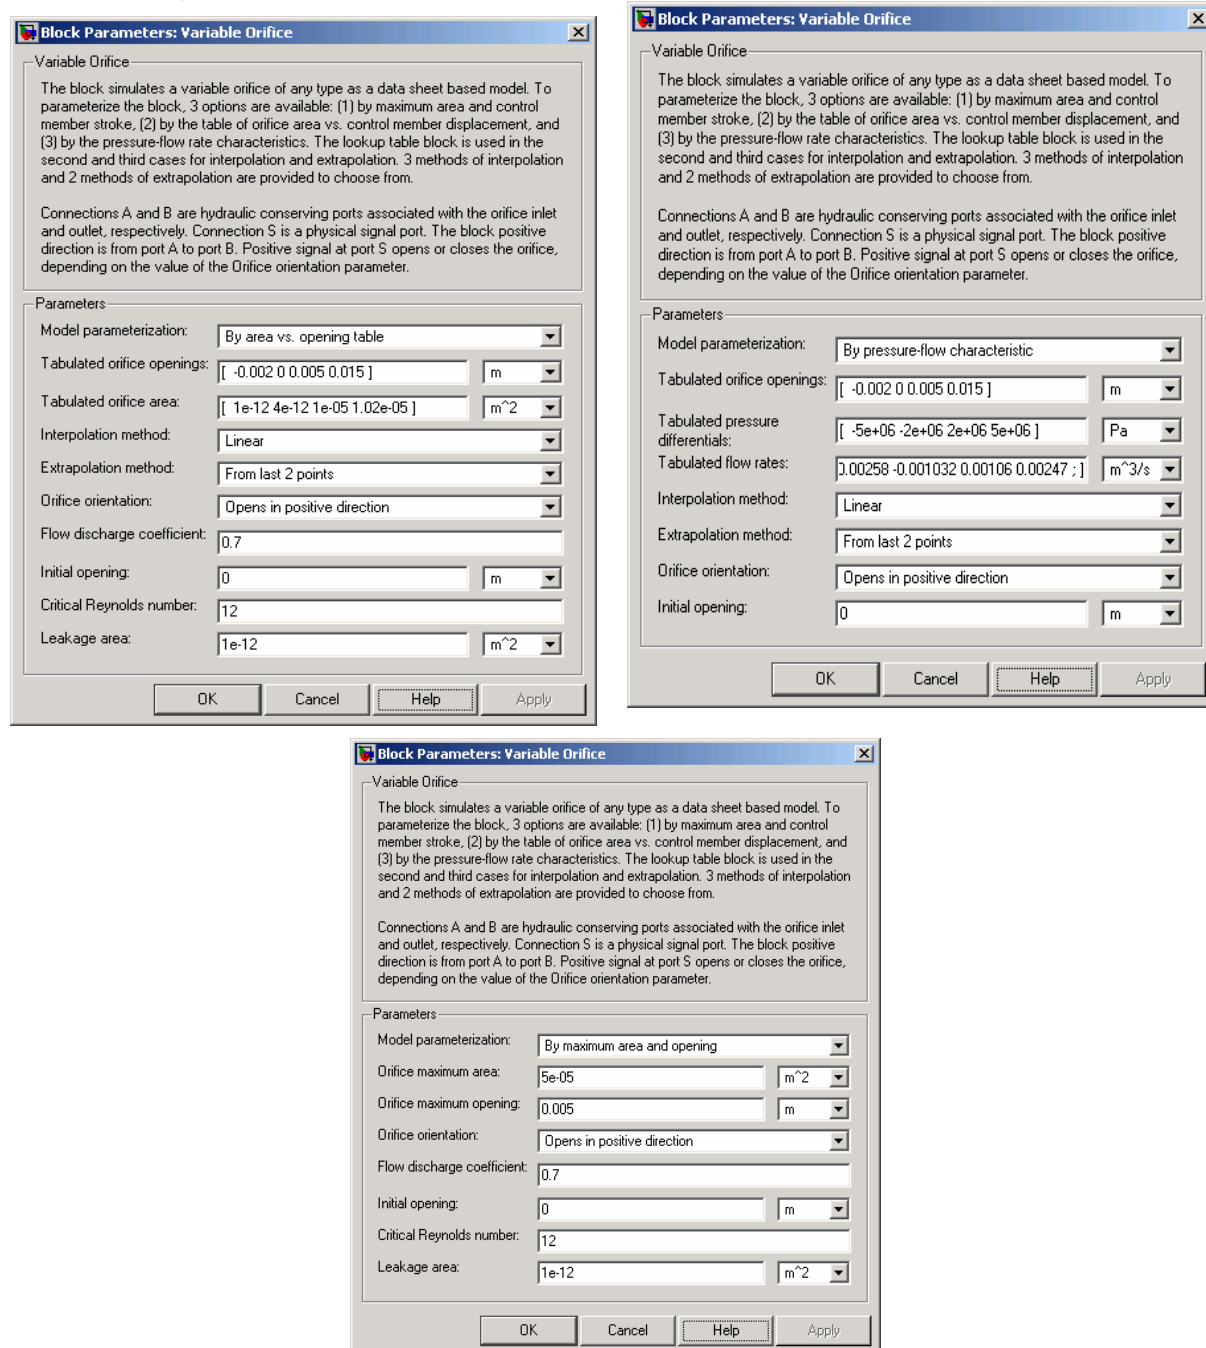 Block Parameters: Variable Orifice
Variable Orifice
The block simulates a variable orifice of any type as a data sheet based model. To
parameterize the block, 3 options are available: (1) by maximum area and control
member stroke, (2) by the table of orifice area vs. control member displacement, and
(3) by the pressure-flow rate characteristics. The lookup table block is used in the
second and third cases for interpolation and extrapolation. 3 methods of interpolation
and 2 methods of extrapolation are provided to choose from.
Connections A and B are hydraulic conserving ports associated with the orifice inlet
and outlet, respectively. Connection S is a physical signal port. The block positive
direction is from port A to port B. Positive signal at port S opens or closes the orifice,
depending on the value of the Orifice orientation parameter.
Parameters
Model parameterization: By area vs. opening table
Tabulated orifice openings: [ -0.002 0 0.005 0.015 ] m
Tabulated orifice area: [ 1e-12 4e-12 1e-05 1.02e-05 ] m^2
Interpolation method: Linear
Extrapolation method: From last 2 points
Orifice orientation: Opens in positive direction
Flow discharge coefficient: 0.7
Initial opening: 0 m
Critical Reynolds number: 12
Leakage area: 1e-12 m^2
OK Cancel Help Apply
Block Parameters: Variable Orifice
Variable Orifice
The block simulates a variable orifice of any type as a data sheet based model. To
parameterize the block, 3 options are available: (1) by maximum area and control
member stroke, (2) by the table of orifice area vs. control member displacement, and
(3) by the pressure-flow rate characteristics. The lookup table block is used in the
second and third cases for interpolation and extrapolation. 3 methods of interpolation
and 2 methods of extrapolation are provided to choose from.
Connections A and B are hydraulic conserving ports associated with the orifice inlet
and outlet, respectively. Connection S is a physical signal port. The block positive
direction is from port A to port B. Positive signal at port S opens or closes the orifice,
depending on the value of the Orifice orientation parameter.
Parameters
Model parameterization: By pressure-flow characteristic
Tabulated orifice openings: [ -0.002 0 0.005 0.015 ] m
Tabulated pressure
differentials: [ -5e+06 -2e+06 2e+06 5e+06 ] Pa
Tabulated flow rates: 0.00258 -0.001032 0.00106 0.00247 ; ] m^3/s
Interpolation method: Linear
Extrapolation method: From last 2 points
Orifice orientation: Opens in positive direction
Initial opening: 0 m
OK Cancel Help Apply
Block Parameters: Variable Orifice
Variable Orifice
The block simulates a variable orifice of any type as a data sheet based model. To
parameterize the block, 3 options are available: (1) by maximum area and control
member stroke, (2) by the table of orifice area vs. control member displacement, and
(3) by the pressure-flow rate characteristics. The lookup table block is used in the
second and third cases for interpolation and extrapolation. 3 methods of interpolation
and 2 methods of extrapolation are provided to choose from.
Connections A and B are hydraulic conserving ports associated with the orifice inlet
and outlet, respectively. Connection S is a physical signal port. The block positive
direction is from port A to port B. Positive signal at port S opens or closes the orifice,
depending on the value of the Orifice orientation parameter.
Parameters
Model parameterization: By maximum area and opening
Orifice maximum area: 5e-05 m^2
Orifice maximum opening: 0.005 m
Orifice orientation: Opens in positive direction
Flow discharge coefficient: 0.7
Initial opening: 0 m
Critical Reynolds number: 12
Leakage area: 1e-12 m^2
OK Cancel Help Apply